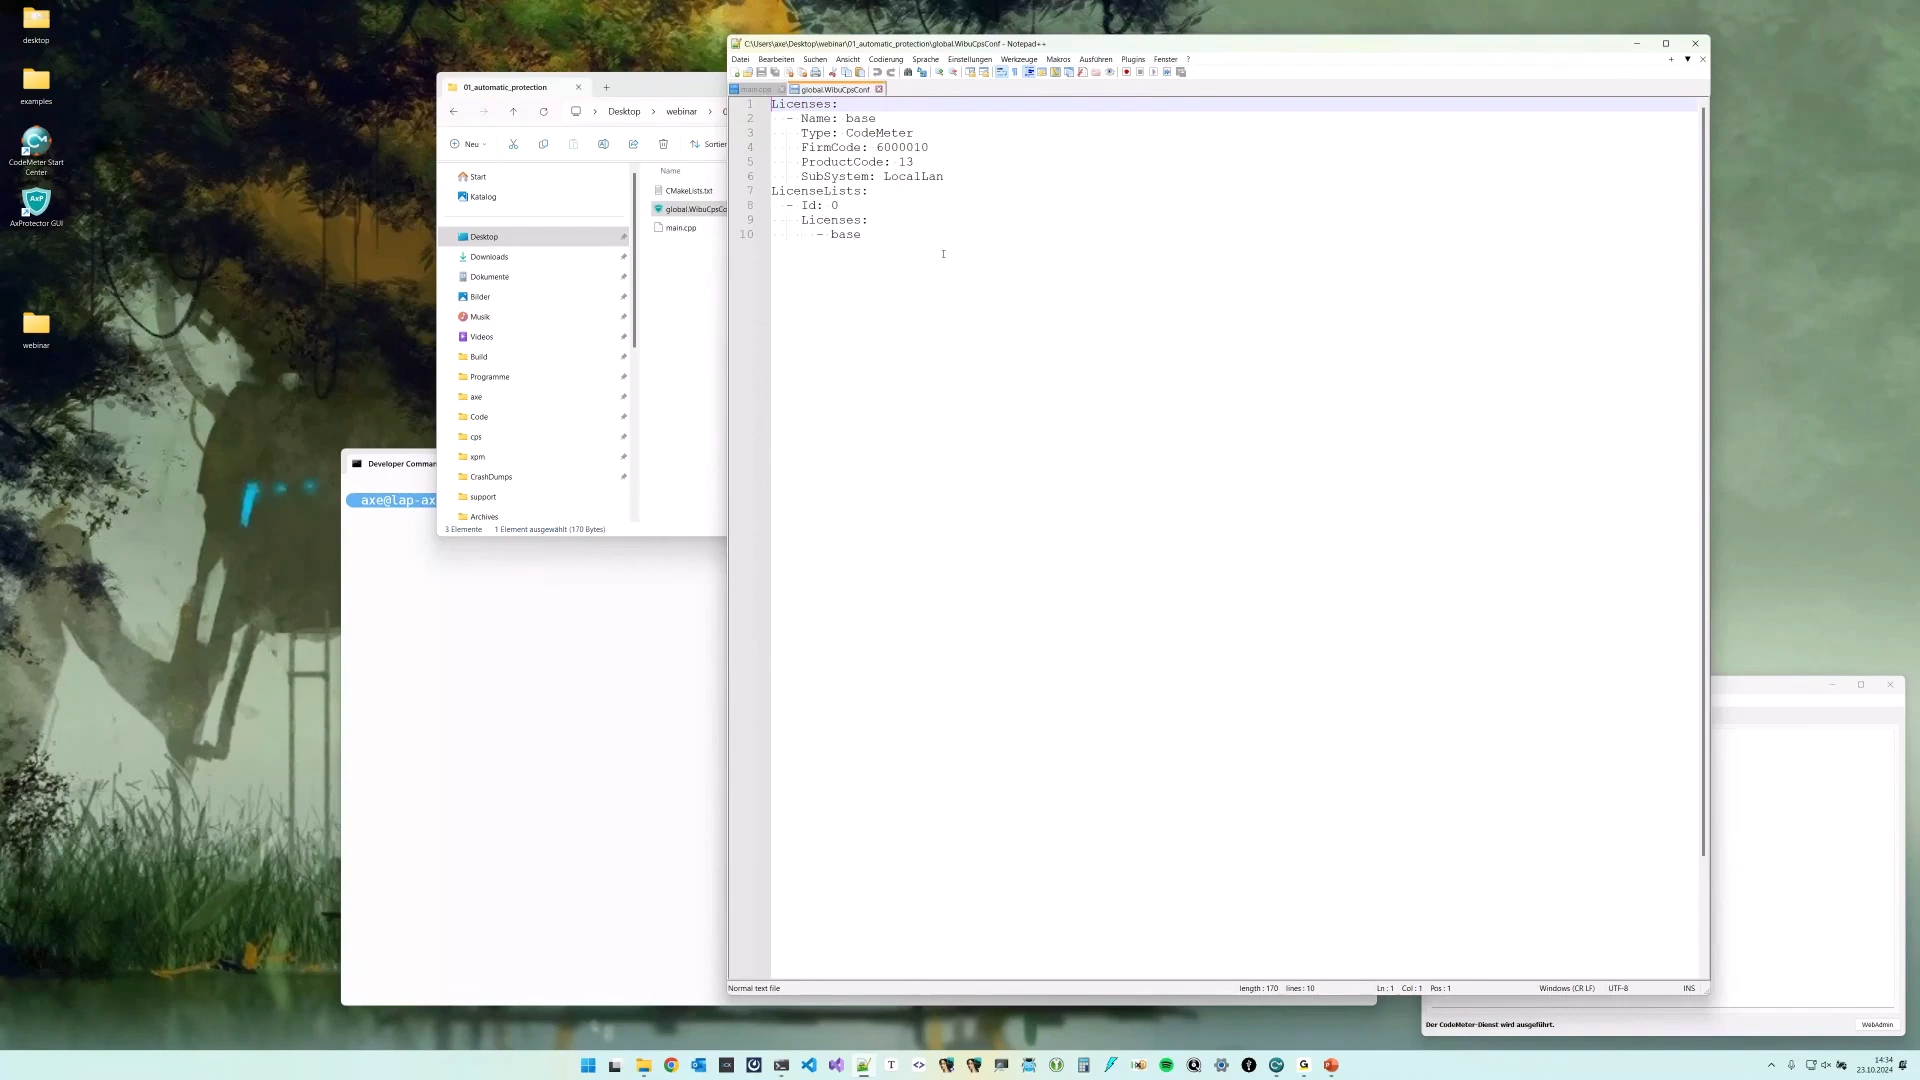 desktop
examples
CodeMeter Start
Center
AxProtector GUI
webinar
Developer Comman
axe@lap-ax
01_automatic_protection
Desktop
webinar
Neu
Sortier
Start
Katalog
Desktop
Downloads
Dokumente
Bilder
Musik
Videos
Build
Programme
axe
Code
cps
xpm
CrashDumps
support
Archives
Name
CMakeLists.txt
global.WibuCpsCo
main.cpp
3 Elemente 1 Element ausgewählt (170 Bytes)
C:\Users\axe\Desktop\webinar\01_automatic_protection\global.WibuCpsConf - Notepad++
Datei Bearbeiten Suchen Ansicht Codierung Sprache Einstellungen Werkzeuge Makros Ausführen Plugins Fenster ?
main.cpp global.WibuCpsConf
1 Licenses:
2 - Name: base
3 Type: CodeMeter
4 FirmCode: 6000010
5 ProductCode: 13
6 SubSystem: LocalLan
7 LicenseLists:
8 - Id: 0
9 Licenses:
10 - base
Normal text file length : 170 lines : 10 Ln : 1 Col : 1 Pos : 1 Windows (CR LF) UTF-8 INS
Der CodeMeter-Dienst wird ausgeführt. WebAdmin
14:34
23.10.2024